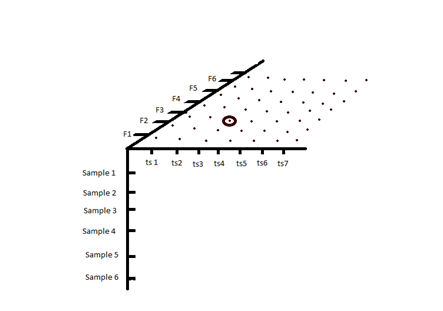 F6
F5
F4
F3
F2
F1
ts 1 ts2 ts3 ts4 ts5 ts6 ts7
Sample 1
Sample 2
Sample 3
Sample 4
Sample 5
Sample 6